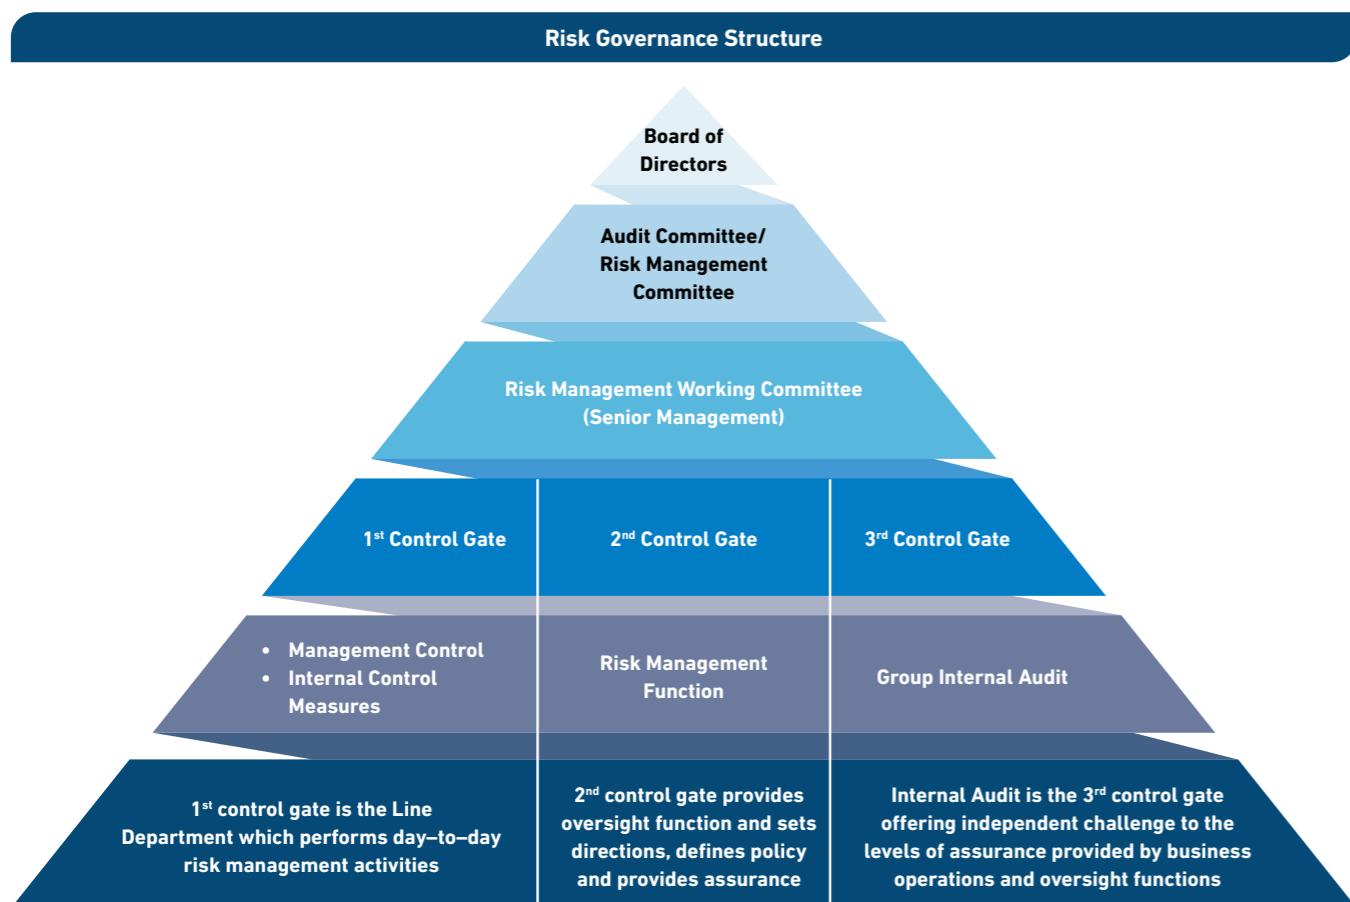 Risk Governance Structure
Board of
Directors
Audit Committee/
Risk Management
Committee
Risk Management Working Committee
(Senior Management)
1st Control Gate
2nd Control Gate
3rd Control Gate
• Management Control
• Internal Control
Measures
Risk Management
Function
Group Internal Audit
1st control gate is the Line
Department which performs day–to–day
risk management activities
2nd control gate provides
oversight function and sets
directions, defines policy
and provides assurance
Internal Audit is the 3rd control gate
offering independent challenge to the
levels of assurance provided by business
operations and oversight functions